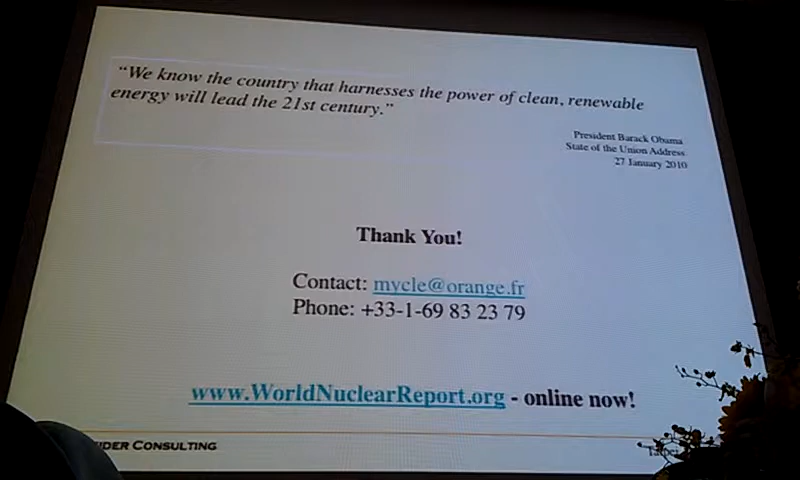 “We know the country that harnesses the power of clean, renewable
energy will lead the 21st century.”
President Barack Obama
State of the Union Address
27 January 2010
Thank You!
Contact: mycle@orange.fr
Phone: +33-1-69 83 23 79
www.WorldNuclearReport.org - online now!
IDER CONSULTING